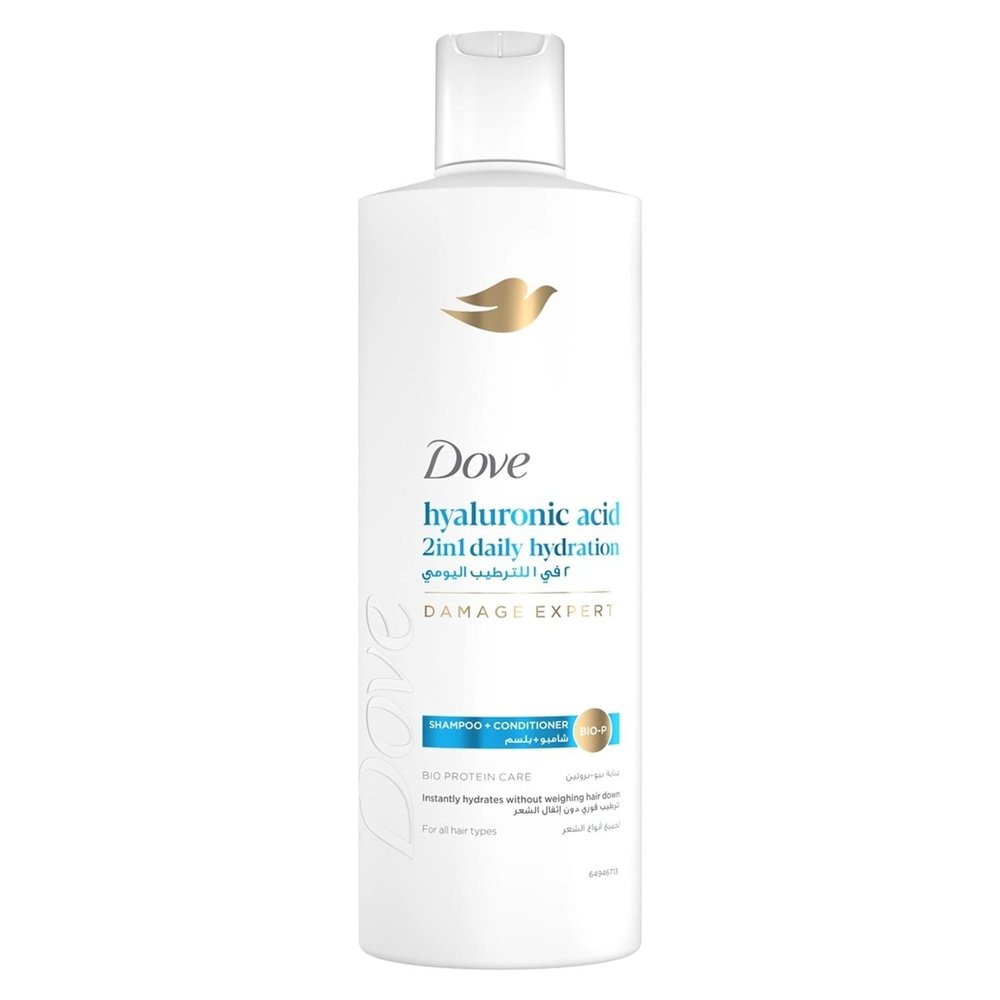 Dove
hyaluronic acid
2in1 daily hydration
٢ في ١ للترطيب اليومي
DAMAGE EXPERT
Dove
SHAMPOO + CONDITIONER
شامبو + بلسم
BIO-P
BIO PROTEIN CARE
عناية بيو-بروتين
Instantly hydrates without weighing hair down
ترطيب فوري دون إثقال الشعر
For all hair types
لجميع أنواع الشعر
64946713